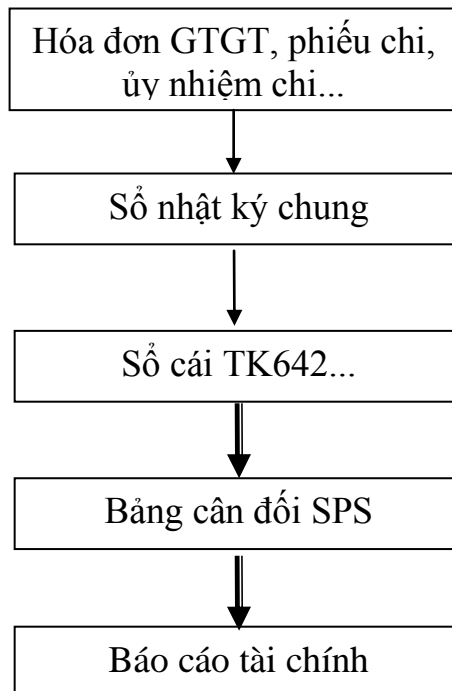 Hóa đơn GTGT, phiếu chi,
ủy nhiệm chi...
Sổ nhật ký chung
Sổ cái TK642...
Bảng cân đối SPS
Báo cáo tài chính